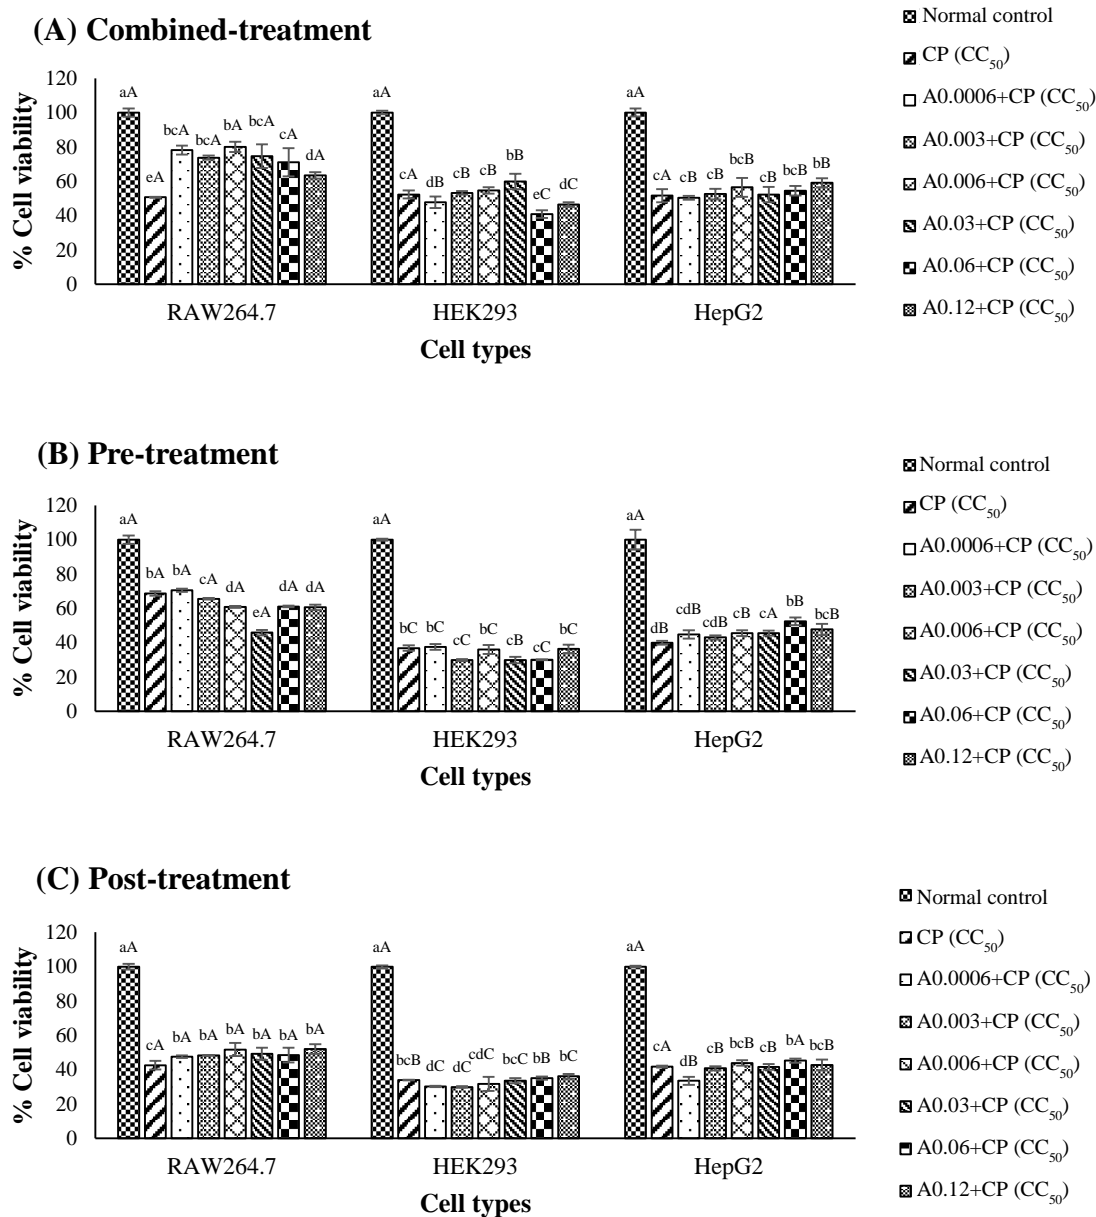 (A) Combined-treatment
% Cell viability
120
100
80
60
40
20
0
aA
eA
bcA
A
bA
bcA
cA
dA
aA
cA
dB
cB
cB
bB
eC
dC
aA
cA
cB
cB
bcB
cB
bcB
bB
RAW264.7
HEK293
HepG2
Cell types
Normal control
CP (CC50)
A0.0006+CP (CC50)
A0.003+CP (CC50)
A0.006+CP (CC50)
A0.03+CP (CC50)
A0.06+CP (CC50)
A0.12+CP (CC50)
(B) Pre-treatment
% Cell viability
120
100
80
60
40
20
0
aA
bA
bA
cA
dA
eA
dA
dA
aA
bC
bC
cC
bC
cB
cC
bC
aA
dB
cdB
cdB
cB
cA
bB
bcB
RAW264.7
HEK293
HepG2
Cell types
Normal control
CP (CC50)
A0.0006+CP (CC50)
A0.003+CP (CC50)
A0.006+CP (CC50)
A0.03+CP (CC50)
A0.06+CP (CC50)
A0.12+CP (CC50)
(C) Post-treatment
% Cell viability
120
100
80
60
40
20
0
aA
cA
bA
bA
bA
bA
bA
bA
aA
bcB
dC
dC
cdC
bcC
bB
bC
aA
cA
dB
cB
bcB
cB
bA
bcB
RAW264.7
HEK293
HepG2
Cell types
Normal control
CP (CC50)
A0.0006+CP (CC50)
A0.003+CP (CC50)
A0.006+CP (CC50)
A0.03+CP (CC50)
A0.06+CP (CC50)
A0.12+CP (CC50)